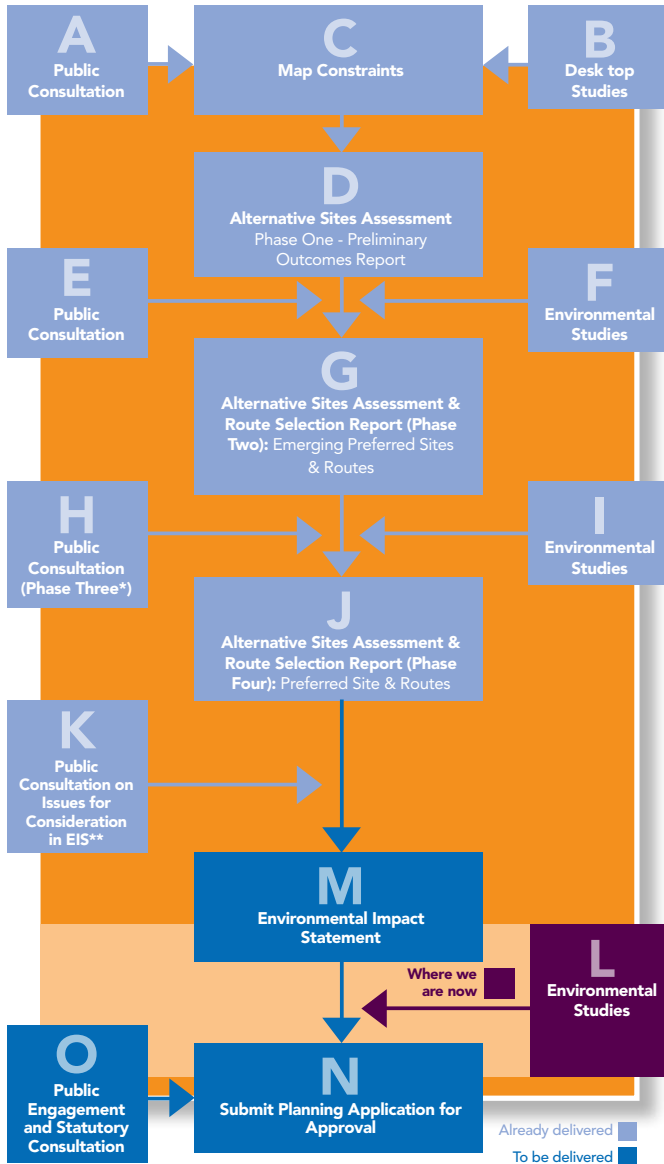 A
Public
Consultation
C
Map Constraints
B
Desk top
Studies
D
Alternative Sites Assessment
Phase One - Preliminary
Outcomes Report
E
Public
Consultation
F
Environmental
Studies
G
Alternative Sites Assessment &
Route Selection Report (Phase
Two): Emerging Preferred Sites
& Routes
H
Public
Consultation
(Phase Three*)
I
Environmental
Studies
J
Alternative Sites Assessment &
Route Selection Report (Phase
Four): Preferred Site & Routes
K
Public
Consultation on
Issues for
Consideration
in EIS**
M
Environmental Impact
Statement
Where we
are now
L
Environmental
Studies
O
Public
Engagement
and Statutory
Consultation
N
Submit Planning Application for
Approval
Already delivered
To be delivered